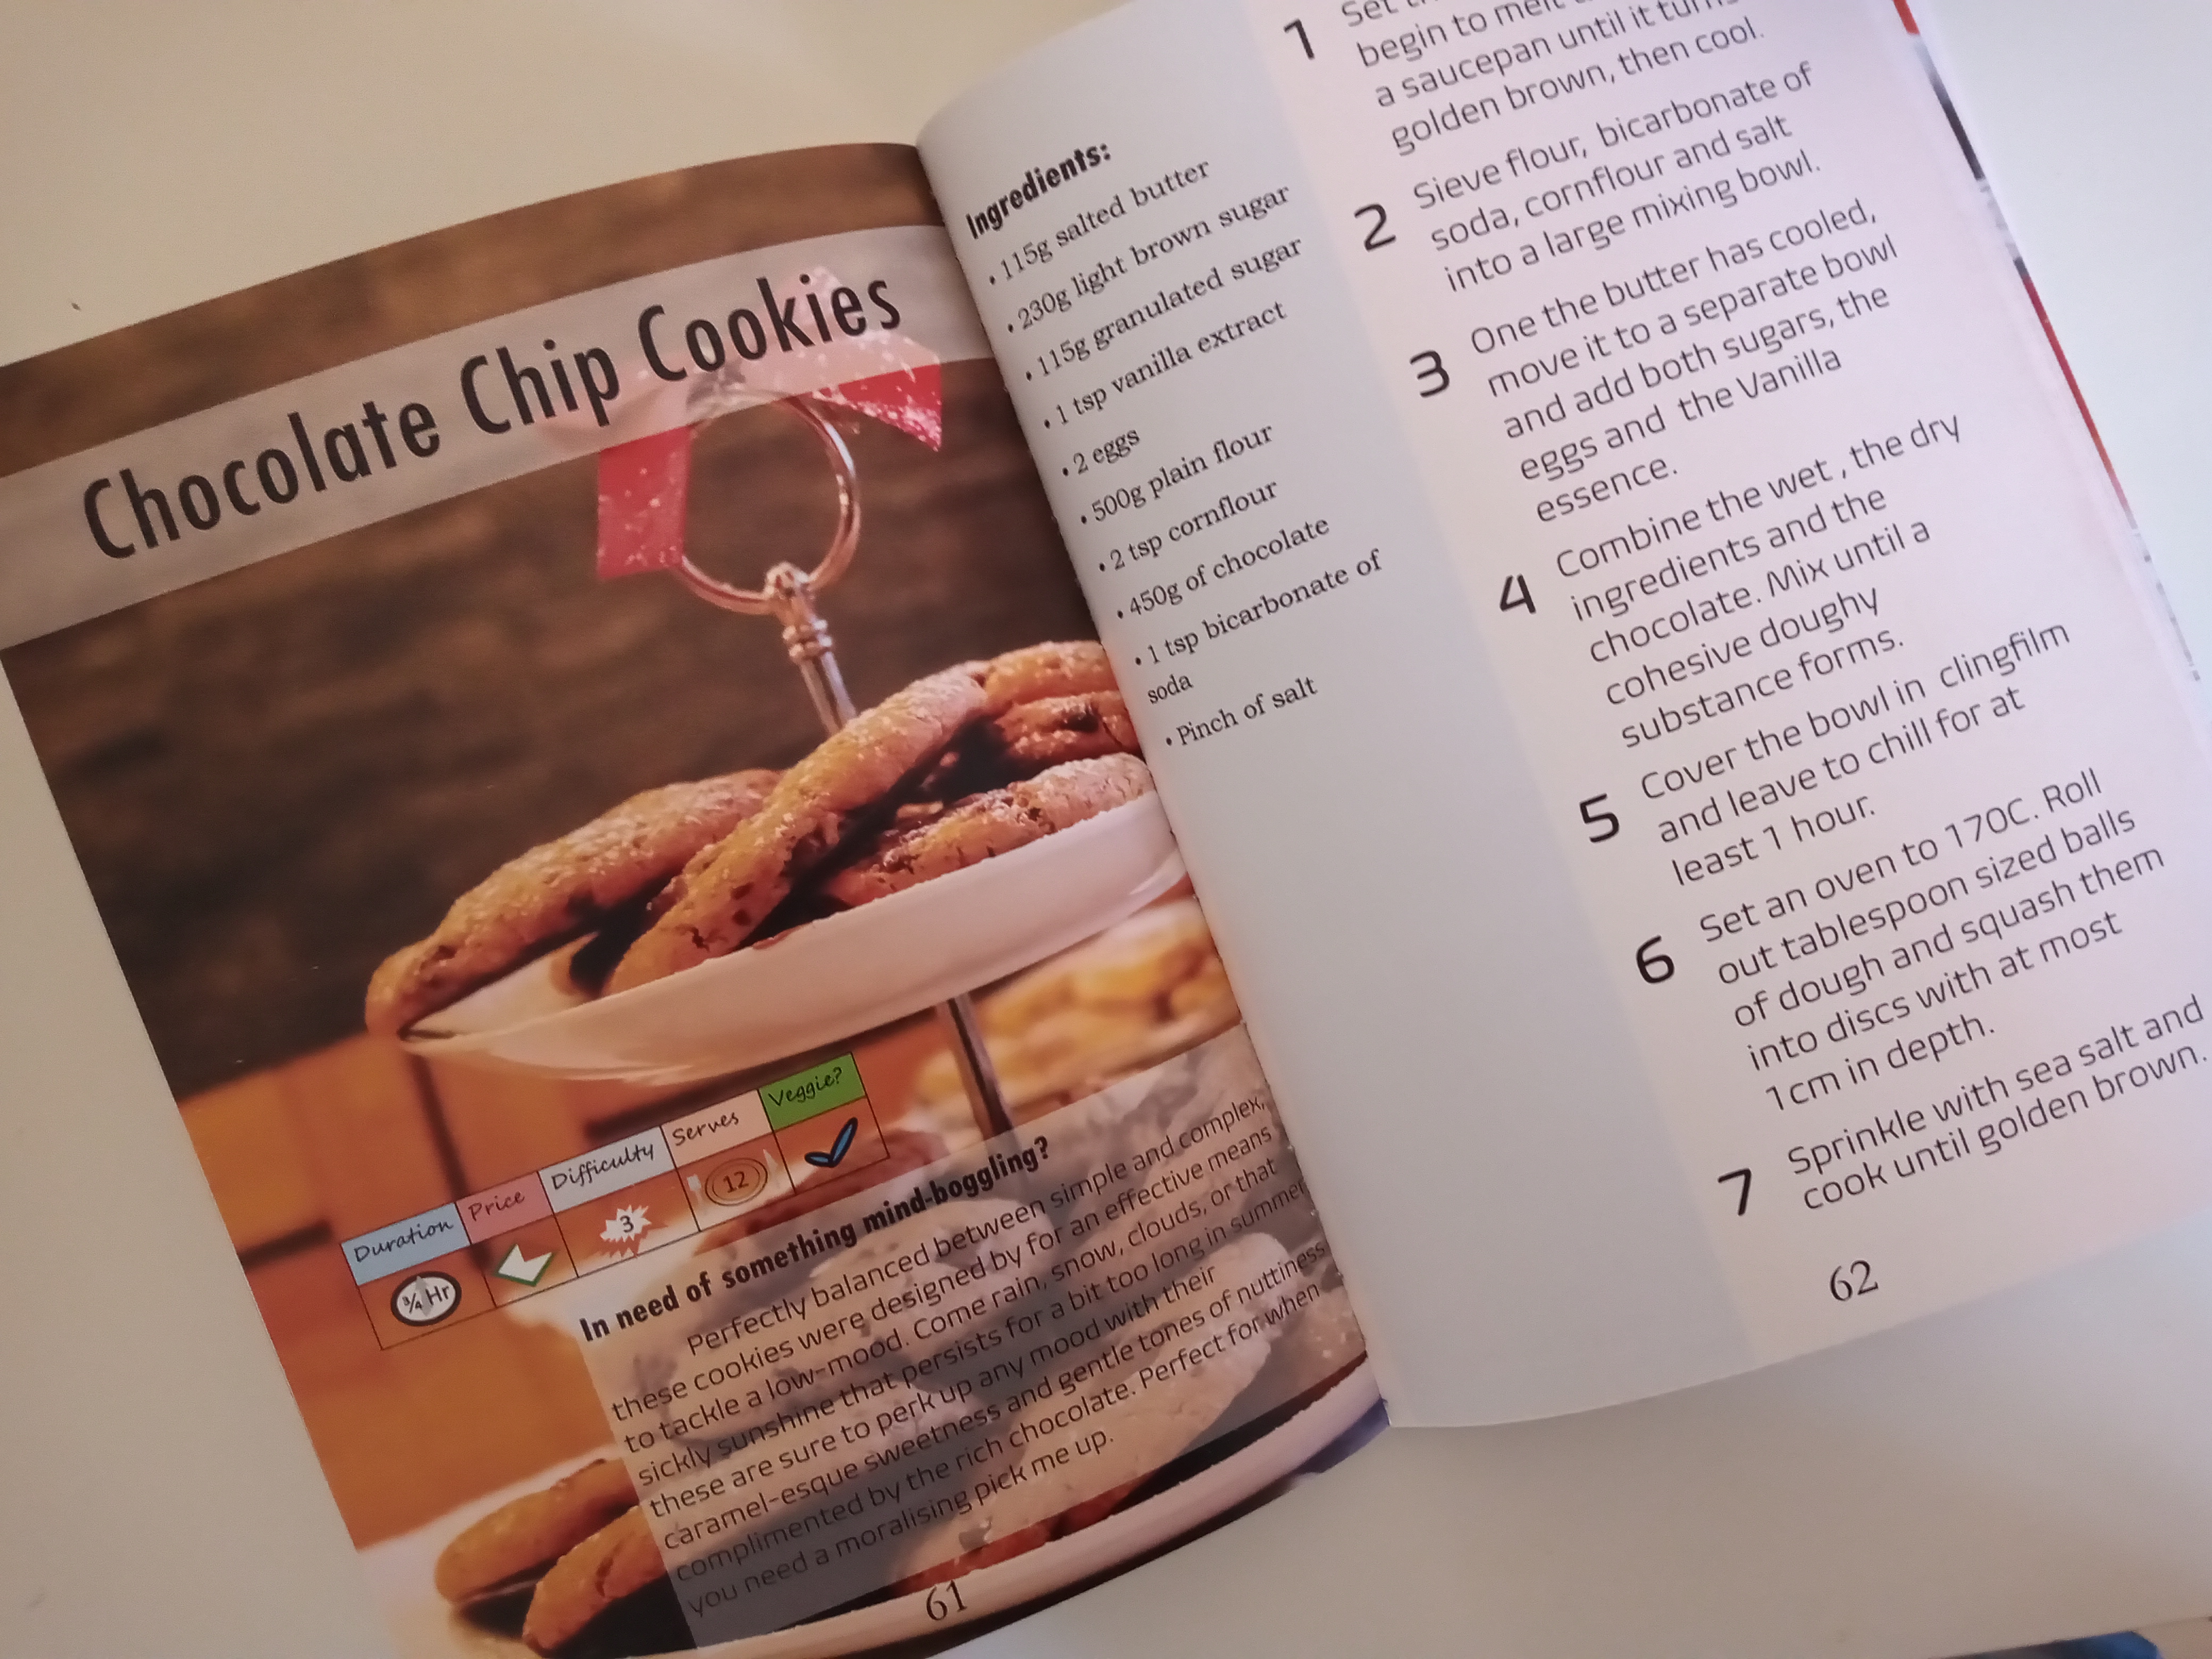 Chocolate Chip Cookies
Duration
Price
Difficulty
Serves
Veggie?
¾ Hr
3
12
In need of something mind-boggling?
Perfectly balanced between simple and complex,
these cookies were designed by for an effective means
to tackle a low-mood. Come rain, snow, clouds, or that
sickly sunshine that persists for a bit too long in summer
these are sure to perk up any mood with their
caramel-esque sweetness and gentle tones of nuttiness
complimented by the rich chocolate. Perfect for when
you need a moralising pick me up.
61
Ingredients:
• 115g salted butter
• 230g light brown sugar
• 115g granulated sugar
• 1 tsp vanilla extract
• 2 eggs
• 500g plain flour
• 2 tsp cornflour
• 450g of chocolate
• 1 tsp bicarbonate of
soda
• Pinch of salt
1 Set
begin to melt
a saucepan until it turns
golden brown, then cool.
2 Sieve flour, bicarbonate of
soda, cornflour and salt
into a large mixing bowl.
3 One the butter has cooled,
move it to a separate bowl
and add both sugars, the
eggs and the Vanilla
essence.
4 Combine the wet , the dry
ingredients and the
chocolate. Mix until a
cohesive doughy
substance forms.
5 Cover the bowl in clingfilm
and leave to chill for at
least 1 hour.
6 Set an oven to 170C. Roll
out tablespoon sized balls
of dough and squash them
into discs with at most
1cm in depth.
7 Sprinkle with sea salt and
cook until golden brown.
62